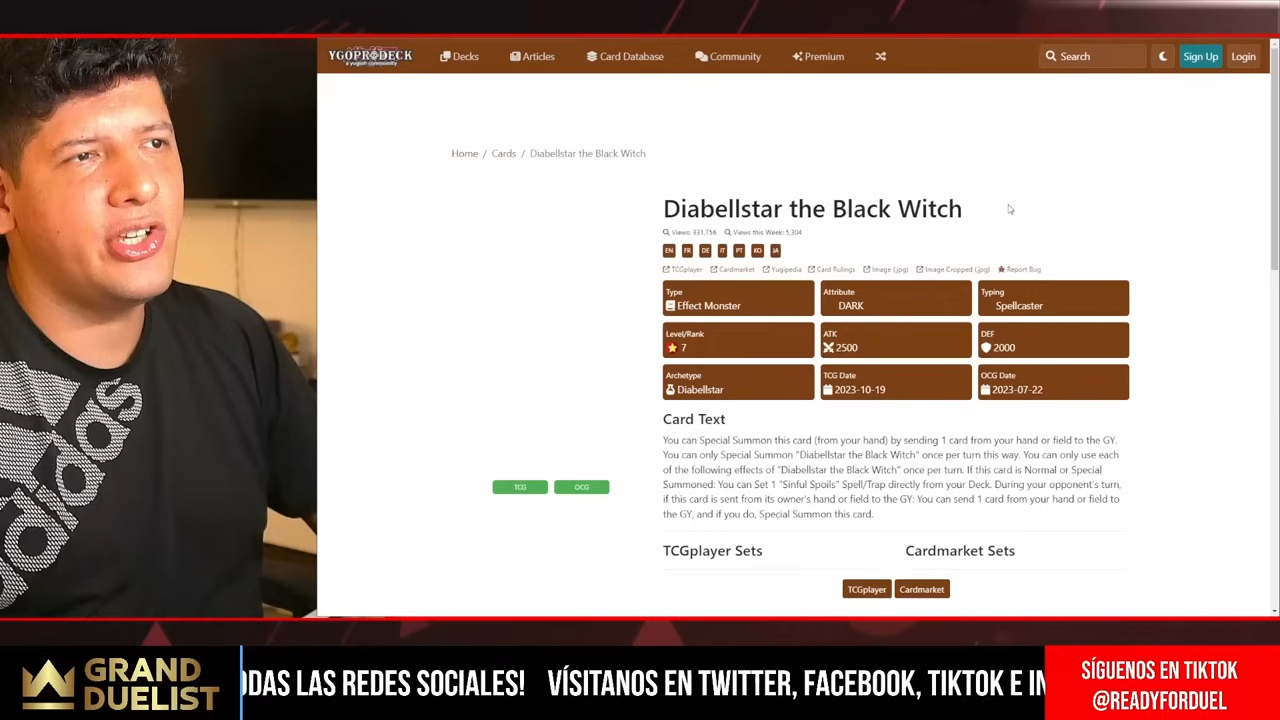 adidas
YGOPRODECK
a yugioh community
Decks
Articles
Card Database
Community
Premium
Search
Sign Up
Login
Home / Cards / Diabellstar the Black Witch
Diabellstar the Black Witch
Views: 331,756 Views this Week: 5,304
EN FR DE IT PT KO JA
TCGplayer Cardmarket Yugipedia Card Rulings Image (.jpg) Image Cropped (.jpg) Report Bug
Type
Effect Monster
Attribute
DARK
Typing
Spellcaster
Level/Rank
7
ATK
2500
DEF
2000
Archetype
Diabellstar
TCG Date
2023-10-19
OCG Date
2023-07-22
Card Text
You can Special Summon this card (from your hand) by sending 1 card from your hand or field to the GY.
You can only Special Summon "Diabellstar the Black Witch" once per turn this way. You can only use each
of the following effects of "Diabellstar the Black Witch" once per turn. If this card is Normal or Special
Summoned: You can Set 1 "Sinful Spoils" Spell/Trap directly from your Deck. During your opponent's turn,
if this card is sent from its owner's hand or field to the GY: You can send 1 card from your hand or field to
the GY, and if you do, Special Summon this card.
TCG OCG
TCGplayer Sets
Cardmarket Sets
TCGplayer
Cardmarket
GRAND
DUELIST
ODAS LAS REDES SOCIALES! VÍSITANOS EN TWITTER, FACEBOOK, TIKTOK E IN
SÍGUENOS EN TIKTOK
@READYFORDUEL